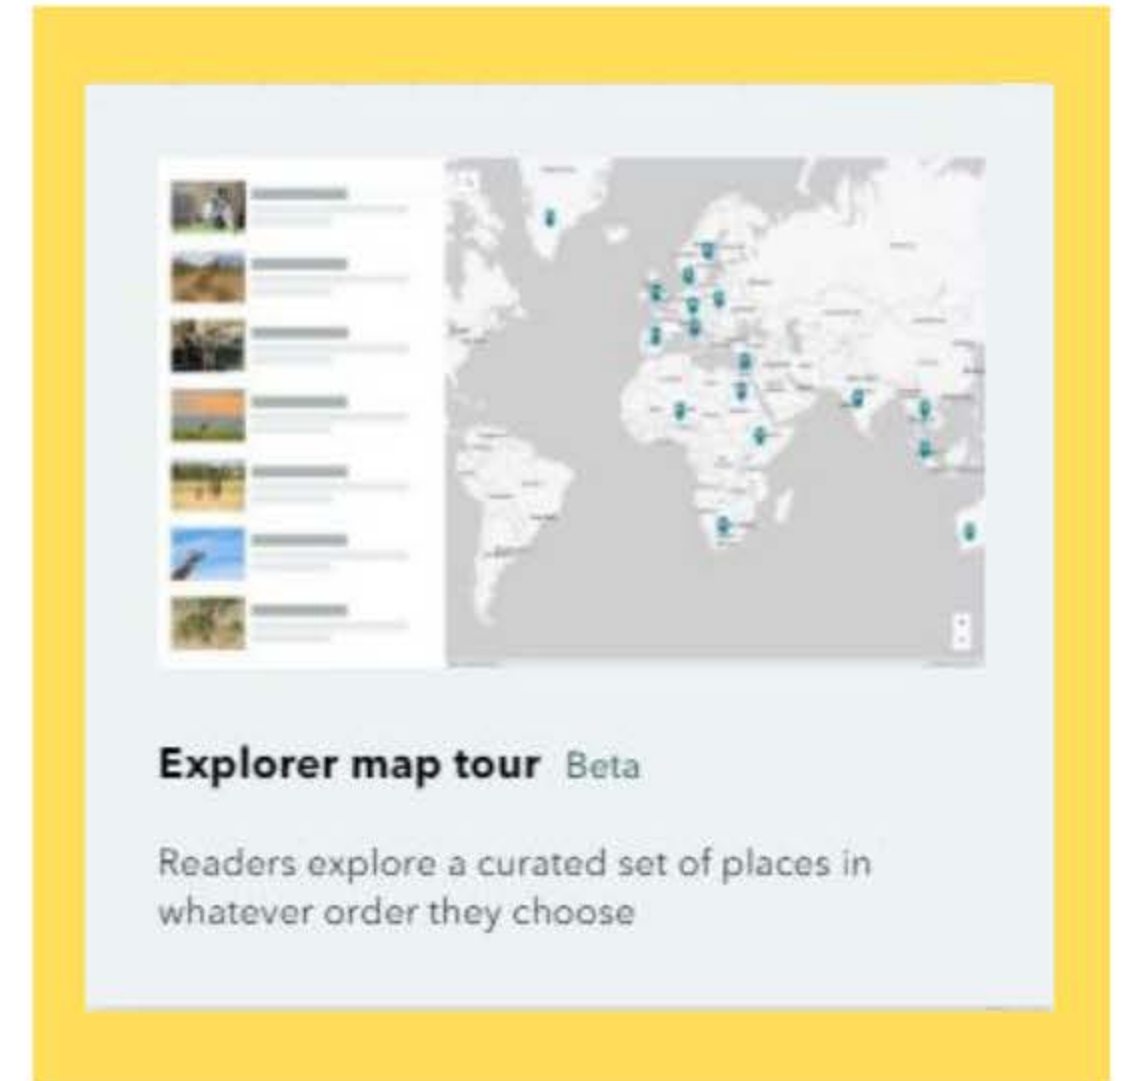 Explorer map tour Beta
Readers explore a curated set of places in
whatever order they choose